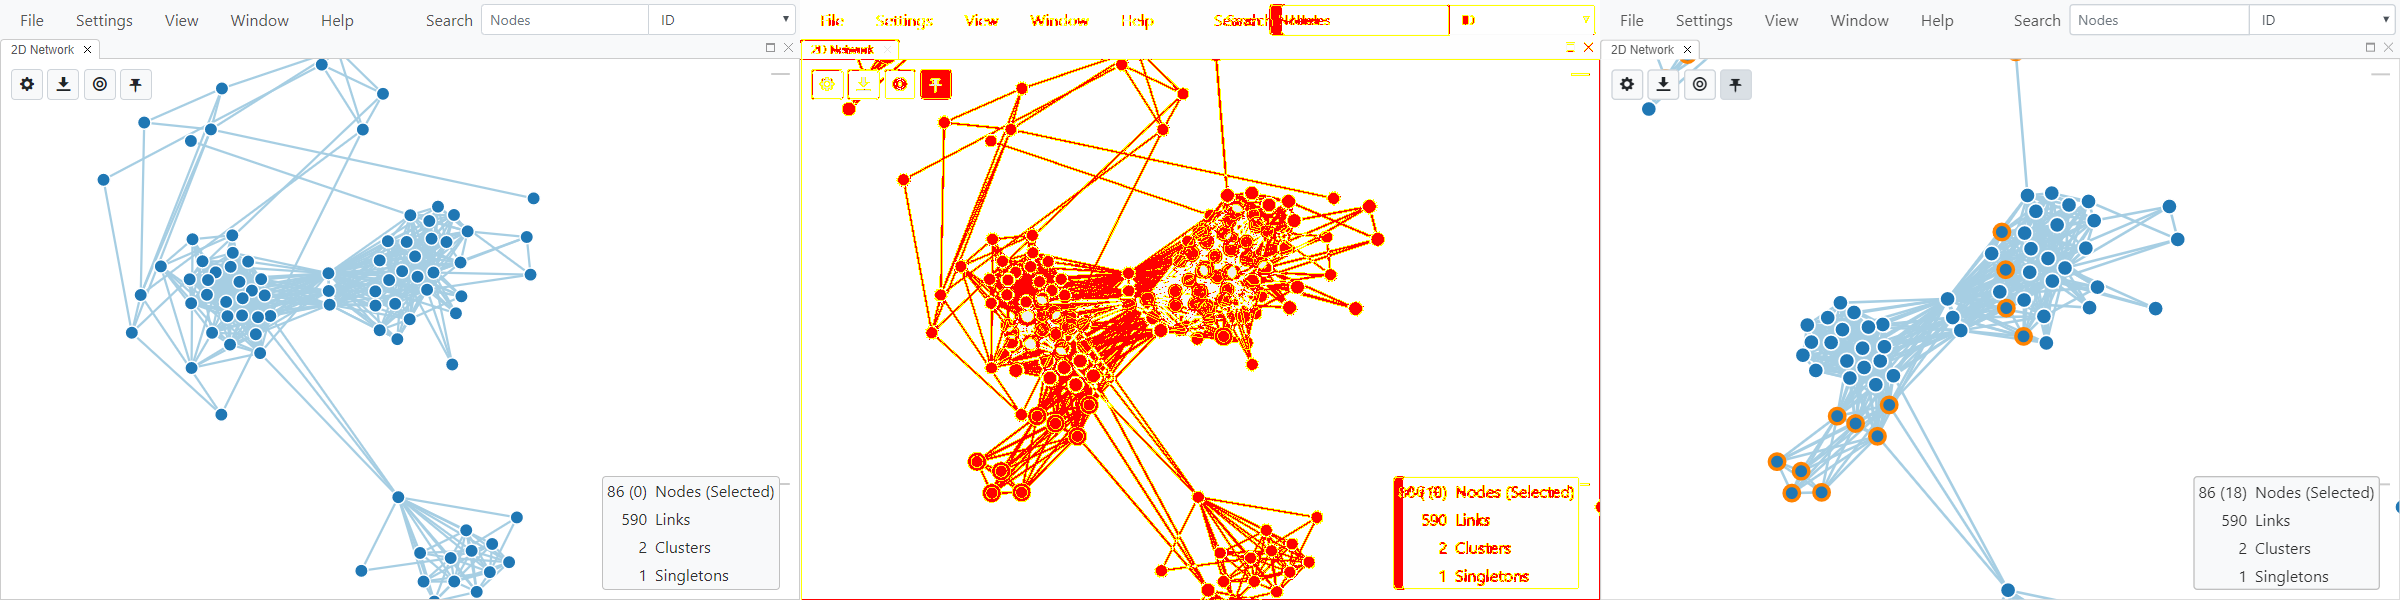 File Settings View Window Help Search Nodes ID
2D Network
86 (0) Nodes (Selected)
590 Links
2 Clusters
1 Singletons
File Settings View Window Help Search Nodes ID
2D Network
Nodes (Selected)
590 Links
2 Clusters
1 Singletons
File Settings View Window Help Search Nodes ID
2D Network
86 (18) Nodes (Selected)
590 Links
2 Clusters
1 Singletons